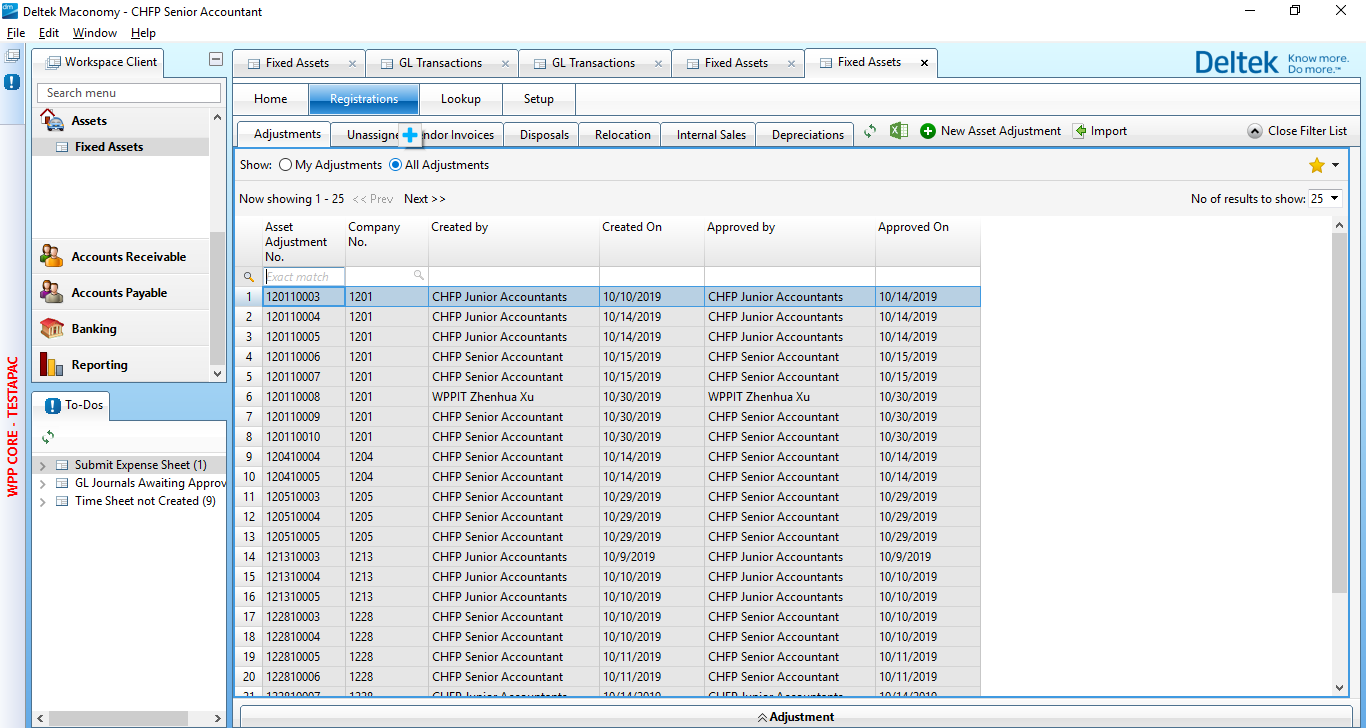 Deltek Maconomy - CHFP Senior Accountant
File Edit Window Help
Workspace Client
Fixed Assets GL Transactions GL Transactions Fixed Assets Fixed Assets
Deltek Know more. Do more.™
Search menu
Home Registrations Lookup Setup
Assets
Fixed Assets
Adjustments Unassigne ndor Invoices Disposals Relocation Internal Sales Depreciations New Asset Adjustment Import Close Filter List
Show: My Adjustments All Adjustments
Now showing 1 - 25 << Prev Next >> No of results to show: 25
Accounts Receivable
Accounts Payable
Banking
Reporting
WPP CORE - TESTAPAC
To-Dos
Submit Expense Sheet (1)
GL Journals Awaiting Approv
Time Sheet not Created (9)
Asset Adjustment No. Company No. Created by Created On Approved by Approved On
Exact match
1 120110003 1201 CHFP Junior Accountants 10/10/2019 CHFP Junior Accountants 10/14/2019
2 120110004 1201 CHFP Junior Accountants 10/14/2019 CHFP Junior Accountants 10/14/2019
3 120110005 1201 CHFP Junior Accountants 10/14/2019 CHFP Junior Accountants 10/14/2019
4 120110006 1201 CHFP Senior Accountant 10/15/2019 CHFP Senior Accountant 10/15/2019
5 120110007 1201 CHFP Senior Accountant 10/15/2019 CHFP Senior Accountant 10/15/2019
6 120110008 1201 WPPIT Zhenhua Xu 10/30/2019 WPPIT Zhenhua Xu 10/30/2019
7 120110009 1201 CHFP Senior Accountant 10/30/2019 CHFP Senior Accountant 10/30/2019
8 120110010 1201 CHFP Senior Accountant 10/30/2019 CHFP Senior Accountant 10/30/2019
9 120410004 1204 CHFP Senior Accountant 10/14/2019 CHFP Senior Accountant 10/14/2019
10 120410005 1204 CHFP Senior Accountant 10/14/2019 CHFP Senior Accountant 10/14/2019
11 120510003 1205 CHFP Senior Accountant 10/29/2019 CHFP Senior Accountant 10/29/2019
12 120510004 1205 CHFP Senior Accountant 10/29/2019 CHFP Senior Accountant 10/29/2019
13 120510005 1205 CHFP Senior Accountant 10/29/2019 CHFP Senior Accountant 10/29/2019
14 121310003 1213 CHFP Junior Accountants 10/9/2019 CHFP Junior Accountants 10/9/2019
15 121310004 1213 CHFP Junior Accountants 10/10/2019 CHFP Junior Accountants 10/10/2019
16 121310005 1213 CHFP Junior Accountants 10/10/2019 CHFP Junior Accountants 10/10/2019
17 122810003 1228 CHFP Senior Accountant 10/10/2019 CHFP Senior Accountant 10/10/2019
18 122810004 1228 CHFP Senior Accountant 10/10/2019 CHFP Senior Accountant 10/10/2019
19 122810005 1228 CHFP Senior Accountant 10/11/2019 CHFP Senior Accountant 10/11/2019
20 122810006 1228 CHFP Senior Accountant 10/11/2019 CHFP Senior Accountant 10/11/2019
Adjustment